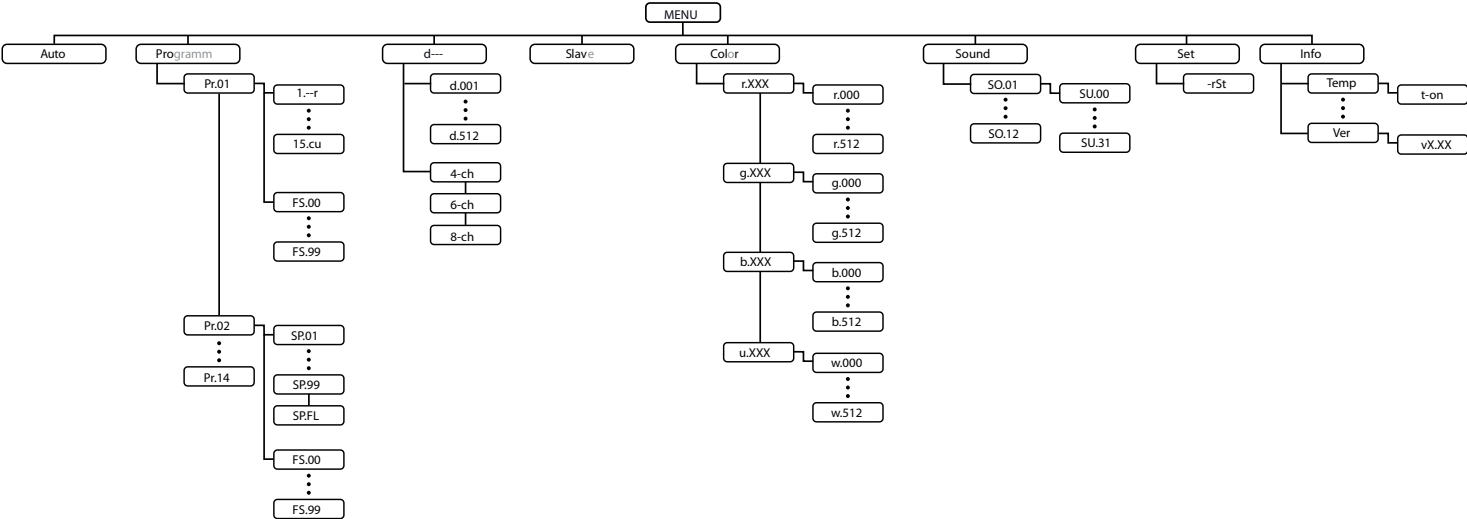 MENU
Auto
Programm
d---
Slave
Color
Sound
Set
Info
Pr.01
1.--r
15.cu
FS.00
FS.99
Pr.02
Pr.14
SP.01
SP.99
SP.FL
FS.00
FS.99
d.001
d.512
4-ch
6-ch
8-ch
r.XXX
r.000
r.512
g.XXX
g.000
g.512
b.XXX
b.000
b.512
u.XXX
w.000
w.512
SO.01
SO.12
SU.00
SU.31
-rSt
Temp
t-on
Ver
vX.XX